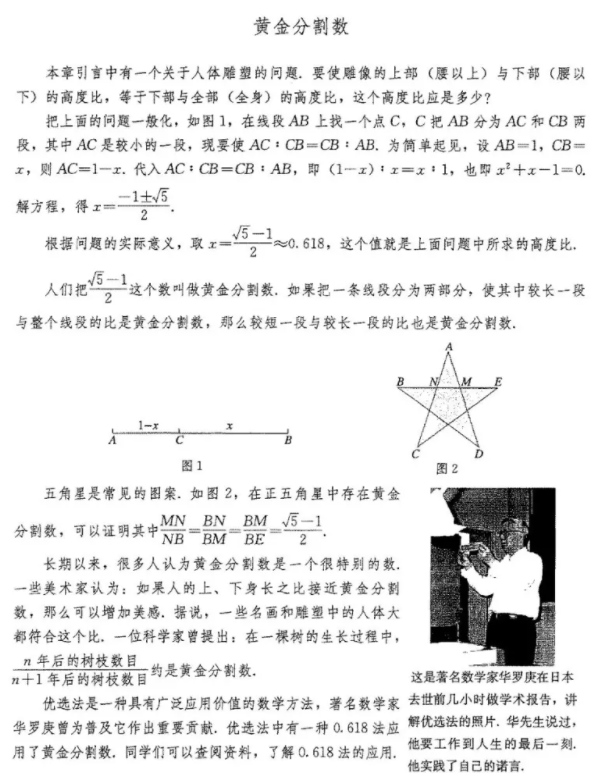 黄金分割数
本章引言中有一个关于人体雕塑的问题. 要使雕像的上部（腰以上）与下部（腰以
下）的高度比，等于下部与全部（全身）的高度比，这个高度比应是多少？
把上面的问题一般化，如图 1，在线段 AB 上找一个点 C，C 把 AB 分为 AC 和 CB 两
段，其中 AC 是较小的一段，现要使 AC：CB＝CB：AB. 为简单起见，设 AB＝1，CB＝
x，则 AC＝1－x. 代入 AC：CB＝CB：AB，即 (1－x)：x＝x：1，也即 x²＋x－1＝0.
解方程，得 x＝(－1±√5)/2.
根据问题的实际意义，取 x＝(√5－1)/2≈0.618，这个值就是上面问题中所求的高度比.
人们把(√5－1)/2这个数叫做黄金分割数. 如果把一条线段分为两部分，使其中较长一段
与整个线段的比是黄金分割数，那么较短一段与较长一段的比也是黄金分割数.
1－x x
A C B
图 1
A
B N M E
C D
图 2
五角星是常见的图案. 如图 2，在正五角星中存在黄金
分割数，可以证明其中MN/NB＝BN/BM＝BM/BE＝(√5－1)/2.
长期以来，很多人认为黄金分割数是一个很特别的数.
一些美术家认为：如果人的上、下身长之比接近黄金分割
数，那么可以增加美感. 据说，一些名画和雕塑中的人体大
都符合这个比. 一位科学家曾提出：在一棵树的生长过程中，
n 年后的树枝数目/n＋1 年后的树枝数目约是黄金分割数.
优选法是一种具有广泛应用价值的数学方法，著名数学家
华罗庚曾为普及它作出重要贡献. 优选法中有一种 0.618 法应
用了黄金分割数. 同学们可以查阅资料，了解 0.618 法的应用.
这是著名数学家华罗庚在日本
去世前几小时做学术报告，讲
解优选法的照片. 华先生说过，
他要工作到人生的最后一刻.
他实践了自己的诺言.